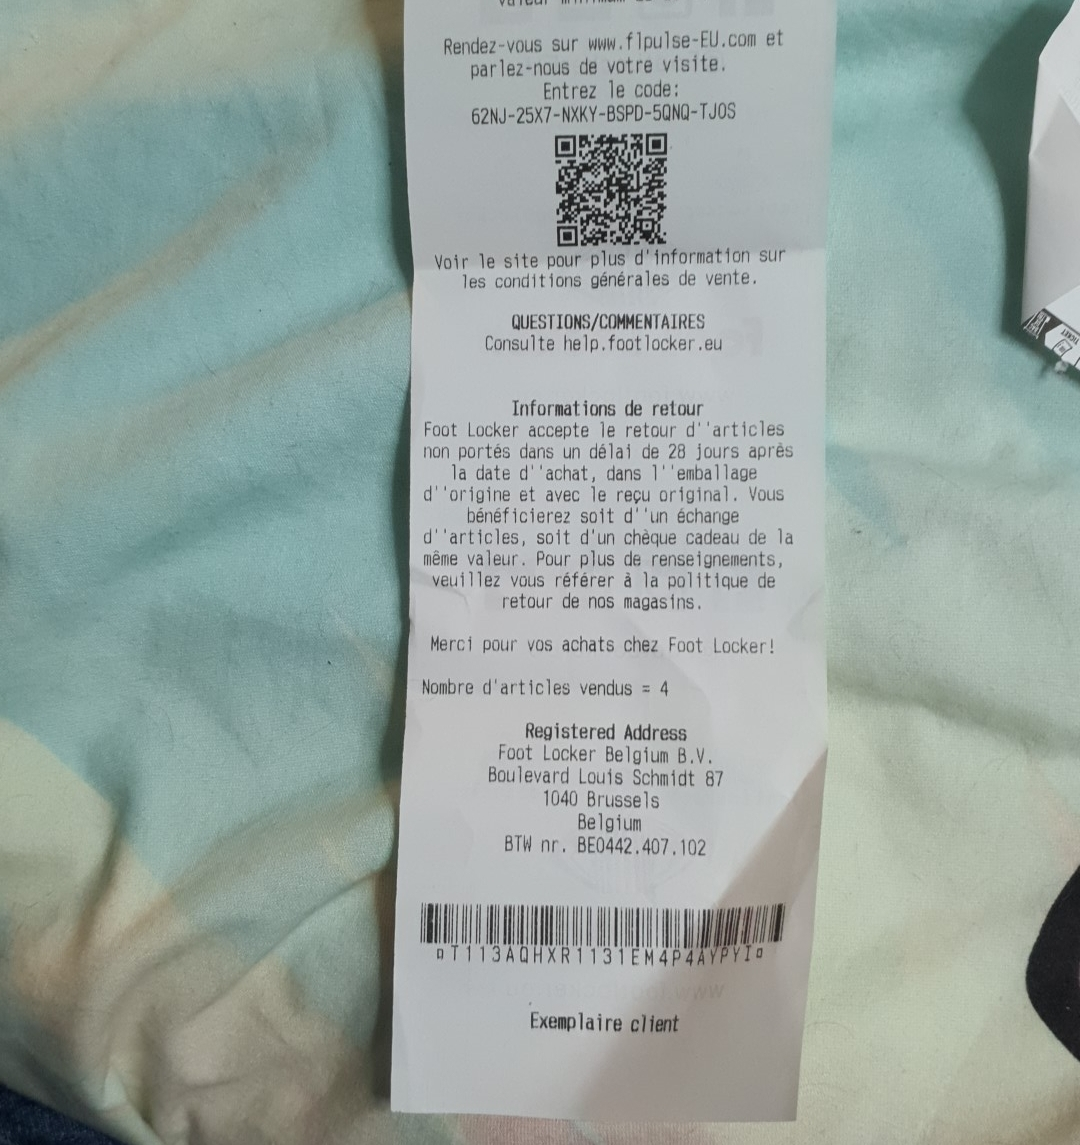 Rendez-vous sur www.flpulse-EU.com et
parlez-nous de votre visite.
Entrez le code:
62NJ-25X7-NXKY-BSPD-5QNQ-TJ0S
Voir le site pour plus d'information sur
les conditions générales de vente.
QUESTIONS/COMMENTAIRES
Consulte help.footlocker.eu
Informations de retour
Foot Locker accepte le retour d''articles
non portés dans un délai de 28 jours après
la date d''achat, dans l''emballage
d''origine et avec le reçu original. Vous
bénéficierez soit d''un échange
d''articles, soit d'un chèque cadeau de la
même valeur. Pour plus de renseignements,
veuillez vous référer à la politique de
retour de nos magasins.
Merci pour vos achats chez Foot Locker!
Nombre d'articles vendus = 4
Registered Address
Foot Locker Belgium B.V.
Boulevard Louis Schmidt 87
1040 Brussels
Belgium
BTW nr. BE0442.407.102
¤T113AQHXR1131EM4P4AYPYI¤
Exemplaire client
TICKET